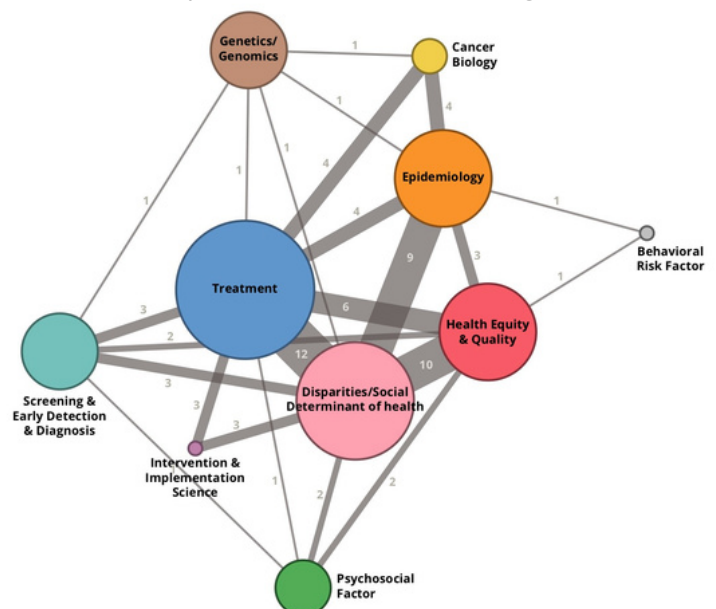 Genetics/
Genomics
1
Cancer
Biology
1
4
1
4
Epidemiology
1
1
4
1
9
3
Behavioral
Risk Factor
1
Treatment
6
3
2
12
Health Equity
& Quality
10
3
Disparities/Social
Determinant of health
Screening &
Early Detection
& Diagnosis
3
3
Intervention &
Implementation
Science
1
2
2
Psychosocial
Factor